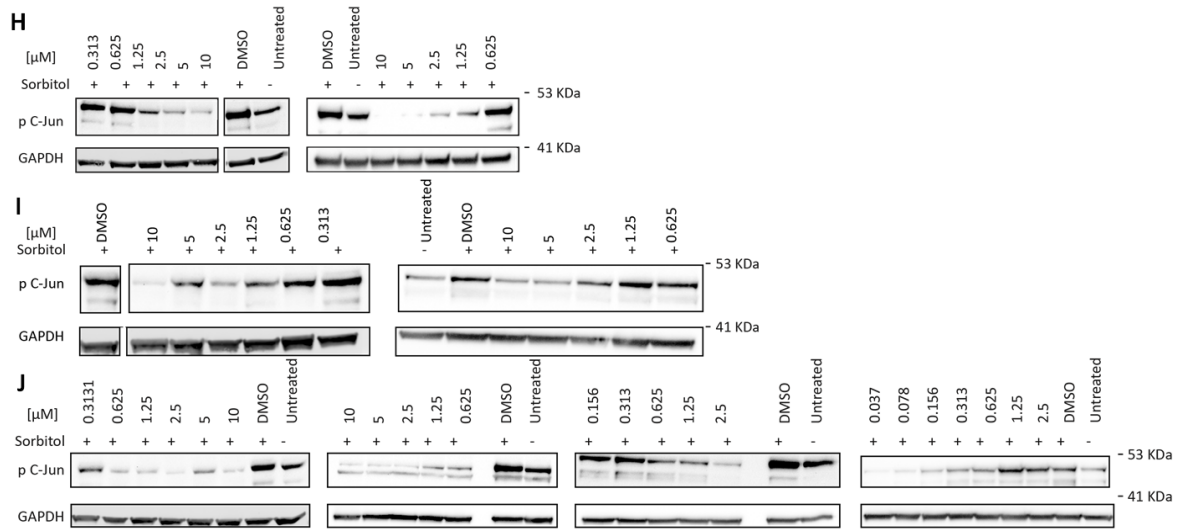 H
[µM] 0.313 0.625 1.25 2.5 5 10 DMSO Untreated DMSO Untreated 10 5 2.5 1.25 0.625
Sorbitol + + + + + + + - + - + + + + +
- 53 KDa
p C-Jun
- 41 KDa
GAPDH
I
[µM] DMSO 10 5 2.5 1.25 0.625 0.313 Untreated DMSO 10 5 2.5 1.25 0.625
Sorbitol + + + + + + + - + + + + + +
- 53 KDa
p C-Jun
- 41 KDa
GAPDH
J
[µM] 0.3131 0.625 1.25 2.5 5 10 DMSO Untreated 10 5 2.5 1.25 0.625 DMSO Untreated 0.156 0.313 0.625 1.25 2.5 DMSO Untreated 0.037 0.078 0.156 0.313 0.625 1.25 2.5 DMSO Untreated
Sorbitol + + + + + + + - + + + + + + - + + + + + + - + + + + + + + + -
- 53 KDa
p C-Jun
- 41 KDa
GAPDH